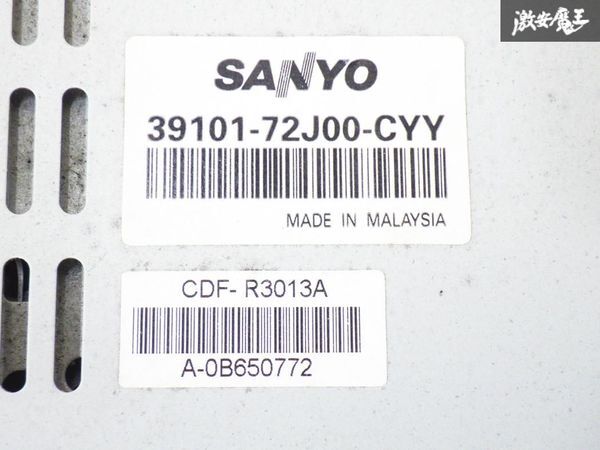 激安魔王
SANYO
39101-72J00-CYY
MADE IN MALAYSIA
CDF- R3013A
A-0B650772